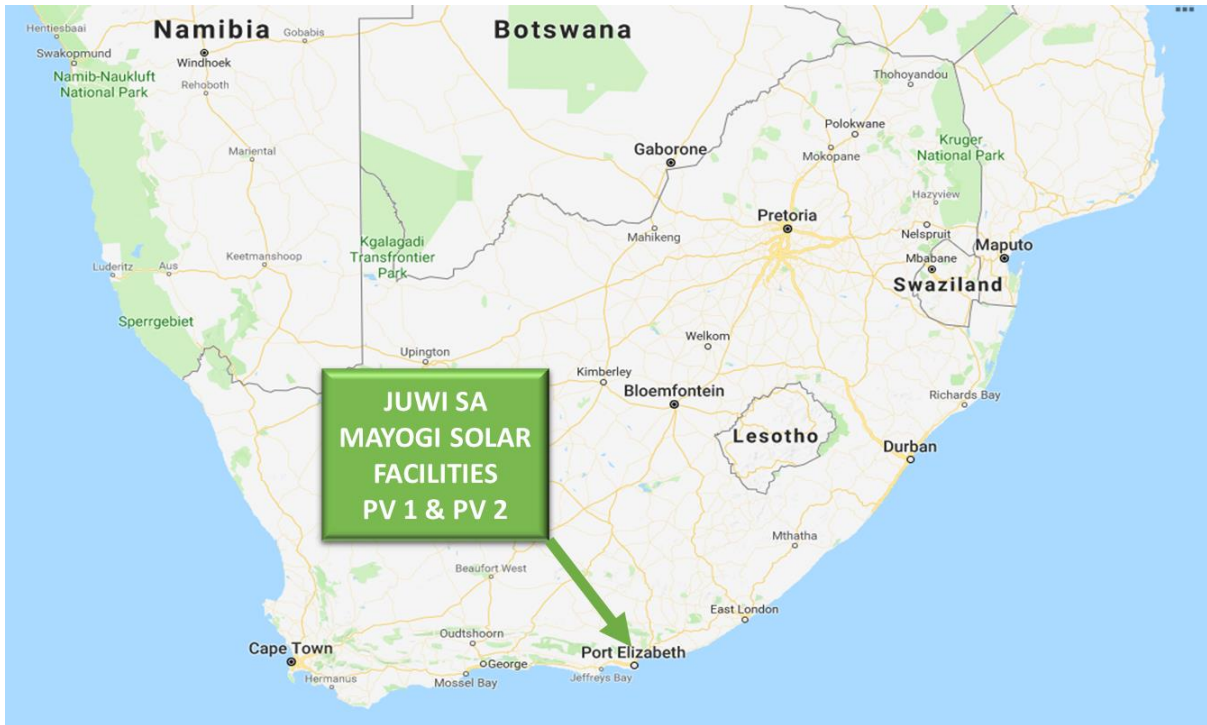 Hentiesbaai
Namibia
Gobabis
Botswana
Swakopmund
Windhoek
Namib-Naukluft
National Park
Rehoboth
Thohoyandou
Mariental
Polokwane
Gaborone
Mokopane
Kruger
National Park
Hazyview
Pretoria
Mahikeng
Nelspruit
Kgalagadi
Transfrontier
Park
Maputo
Keetmanshoop
Luderitz
Aus
Mbabane
Swaziland
Sperrgebiet
Welkom
Upington
Kimberley
Bloemfontein
Richards Bay
JUWI SA
MAYOGI SOLAR
FACILITIES
PV 1 & PV 2
Lesotho
Durban
Mthatha
Beaufort West
East London
Oudtshoorn
Cape Town
Port Elizabeth
George
Hermanus
Mossel Bay
Jeffreys Bay